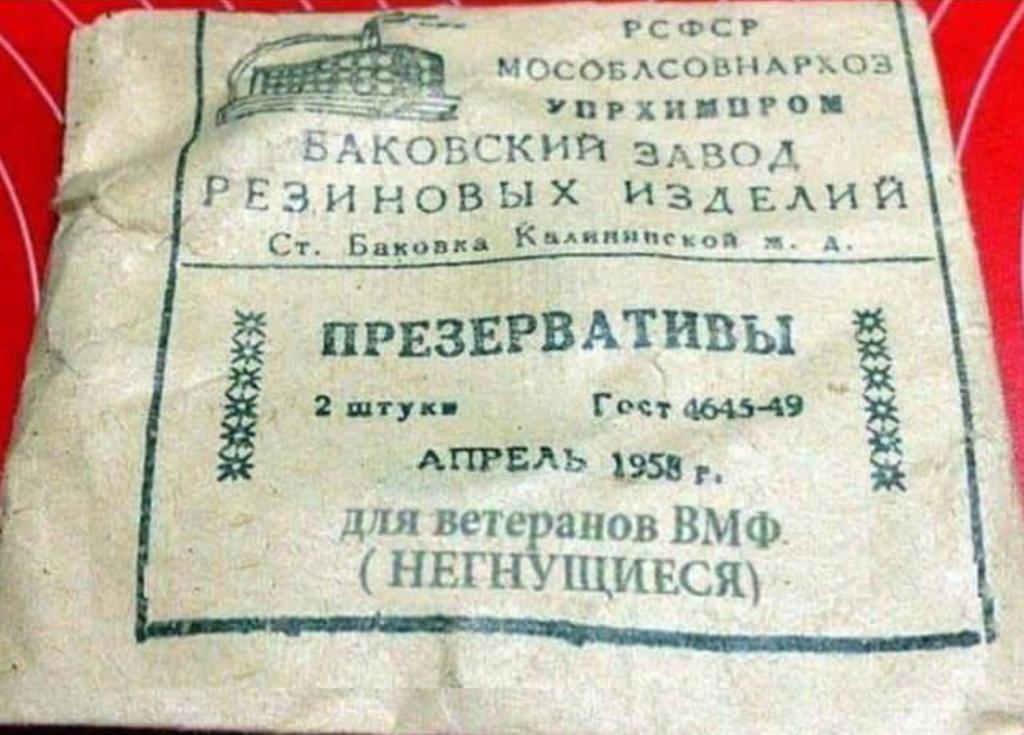 РСФСР
МОСОБЛСОВНАРХОЗ
УПРХИМПРОМ
БАКОВСКИЙ ЗАВОД
РЕЗИНОВЫХ ИЗДЕЛИЙ
Ст. Баковка Калининской ж. д.
ПРЕЗЕРВАТИВЫ
2 штуки Гост 4645-49
АПРЕЛЬ 1958 г.
для ветеранов ВМФ
(НЕГНУЩИЕСЯ)